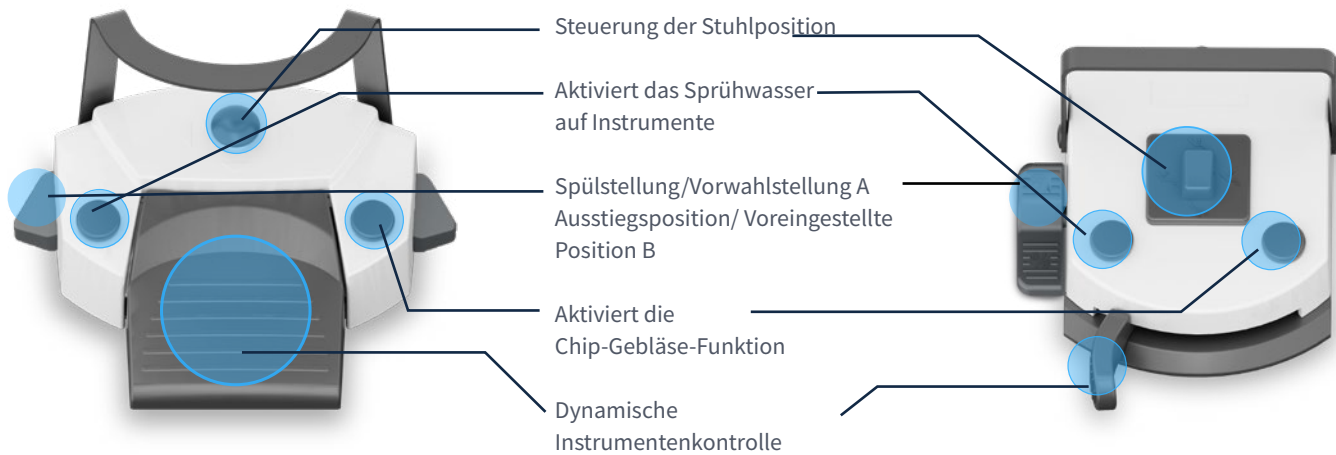 Steuerung der Stuhlposition
Aktiviert das Sprühwasser
auf Instrumente
Spülstellung/Vorwahlstellung A
Ausstiegsposition/ Voreingestellte
Position B
Aktiviert die
Chip-Gebläse-Funktion
Dynamische
Instrumentenkontrolle